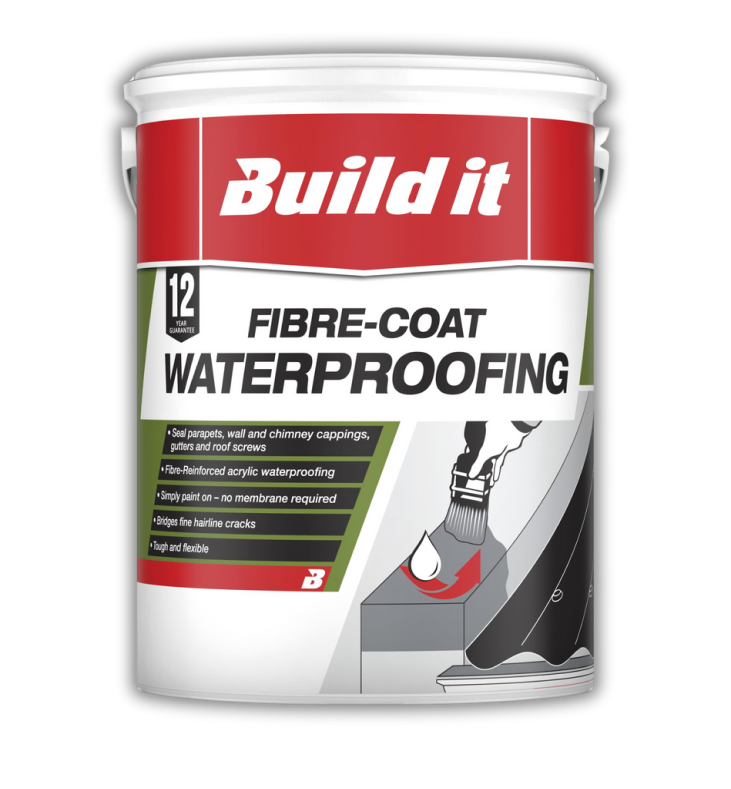 Build it
12
YEAR
GUARANTEE
FIBRE-COAT
WATERPROOFING
• Seal parapets, wall and chimney cappings,
gutters and roof screws
• Fibre-Reinforced acrylic waterproofing
• Simply paint on – no membrane required
• Bridges fine hairline cracks
• Tough and flexible
B